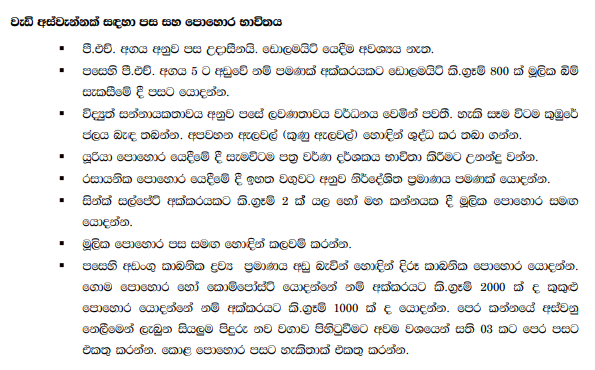 වැඩි අස්වැන්නක් සඳහා පස සහ පොහොර භාවිතය
▪ පී.එච්. අගය අනුව පස උදාසීනයි. ඩොලමයිට් යෙදීම අවශ්‍යය නැත.
▪ පසෙහි පී.එච්. අගය 5 ට අඩුවේ නම් පමණක් අක්කරයකට ඩොලමයිට් කි.ග්‍රෑම් 800 ක් මූලික බිම්
සැකසීමේ දී පසට යොදන්න.
▪ විද්‍යුත් සන්නායකතාවය අනුව පසේ ලවණතාවය වර්ධනය වෙමින් පවතී. හැකි සෑම විටම කුඹුරේ
ජලය බැඳ තබන්න. අපවහන ඇලවල් (කුණු ඇලවල්) හොඳින් ශුද්ධ කර තබා ගන්න.
▪ යූරියා පොහොර යෙදීමේ දී සැමවිටම පත්‍ර වර්ණ දර්ශකය භාවිතා කිරීමට උනන්දු වන්න.
▪ රසායනික පොහොර යෙදීමේ දී ඉහත වගුවට අනුව නිර්දේශිත ප්‍රමාණය පමණක් යොදන්න.
▪ සින්ක් සල්පේට් අක්කරයකට කි.ග්‍රෑම් 2 ක් යල හෝ මහ කන්නයක දී මූලික පොහොර සමඟ
යොදන්න.
▪ මූලික පොහොර පස සමඟ හොඳින් කලවම් කරන්න.
▪ පසෙහි අඩංගු කාබනික ද්‍රව්‍ය ප්‍රමාණය අඩු බැවින් හොඳින් දිරූ කාබනික පොහොර යොදන්න.
ගොම පොහොර හෝ කොම්පෝස්ට් යොදන්නේ නම් අක්කරයට කි.ග්‍රෑම් 2000 ක් ද කුකුළු
පොහොර යොදන්නේ නම් අක්කරයට කි.ග්‍රෑම් 1000 ක් ද යොදන්න. පෙර කන්නයේ අස්වනු
නෙලීමෙන් ලැබුන සියලුම පිදුරු නව වගාව පිහිටුවීමට අවම වශයෙන් සති 03 කට පෙර පසට
එකතු කරන්න. කොළ පොහොර පසට හැකිතාක් එකතු කරන්න.